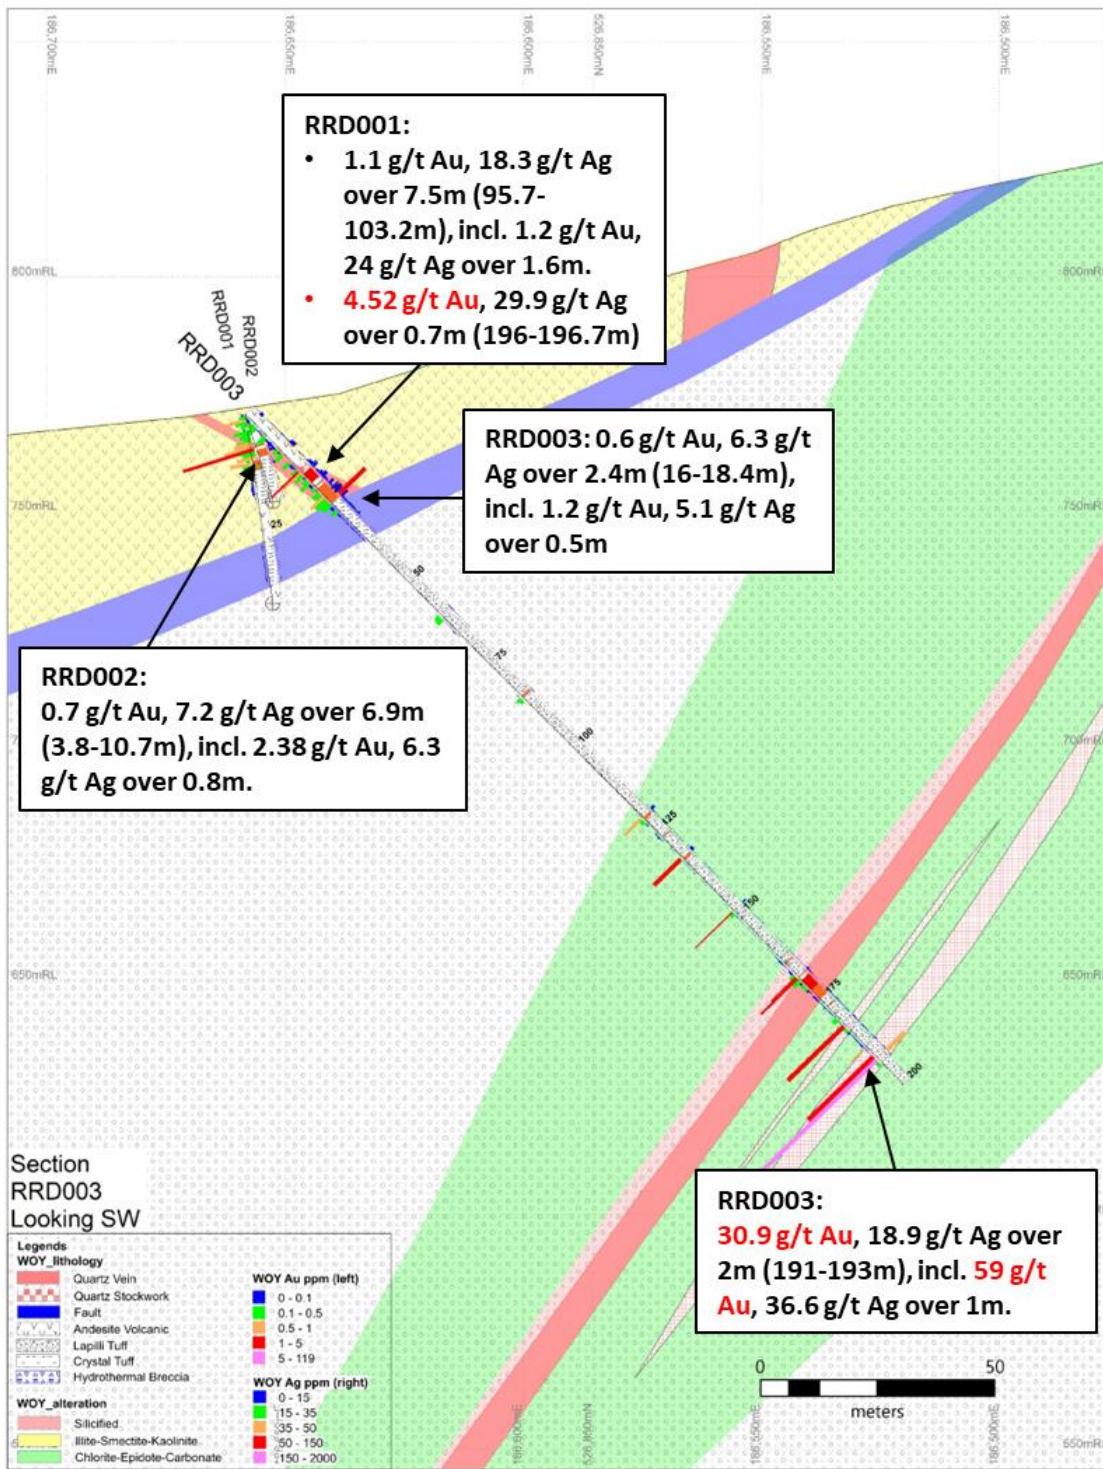 186,700mE
186,650mE
186,600mE
526,850mN
186,550mE
186,500mE
RRD001:
• 1.1 g/t Au, 18.3 g/t Ag
over 7.5m (95.7-
103.2m), incl. 1.2 g/t Au,
24 g/t Ag over 1.6m.
• 4.52 g/t Au, 29.9 g/t Ag
over 0.7m (196-196.7m)
800mRL
800mRL
RRD002
RRD001
RRD003
RRD003: 0.6 g/t Au, 6.3 g/t
Ag over 2.4m (16-18.4m),
incl. 1.2 g/t Au, 5.1 g/t Ag
over 0.5m
750mRL
750mRL
25
50
75
100
125
150
175
200
RRD002:
0.7 g/t Au, 7.2 g/t Ag over 6.9m
(3.8-10.7m), incl. 2.38 g/t Au, 6.3
g/t Ag over 0.8m.
700mRL
650mRL
650mRL
RRD003:
30.9 g/t Au, 18.9 g/t Ag over
2m (191-193m), incl. 59 g/t
Au, 36.6 g/t Ag over 1m.
Section
RRD003
Looking SW
Legends
WOY_lithology
Quartz Vein
Quartz Stockwork
Fault
Andesite Volcanic
Lapilli Tuff
Crystal Tuff
Hydrothermal Breccia
WOY_alteration
Silicified
Illite-Smectite-Kaolinite
Chlorite-Epidote-Carbonate
WOY Au ppm (left)
0 - 0.1
0.1 - 0.5
0.5 - 1
1 - 5
5 - 119
WOY Ag ppm (right)
0 - 15
15 - 35
35 - 50
50 - 150
150 - 2000
0 50
meters
186,600mE
526,850mN
186,550mE
186,500mE
550mRL